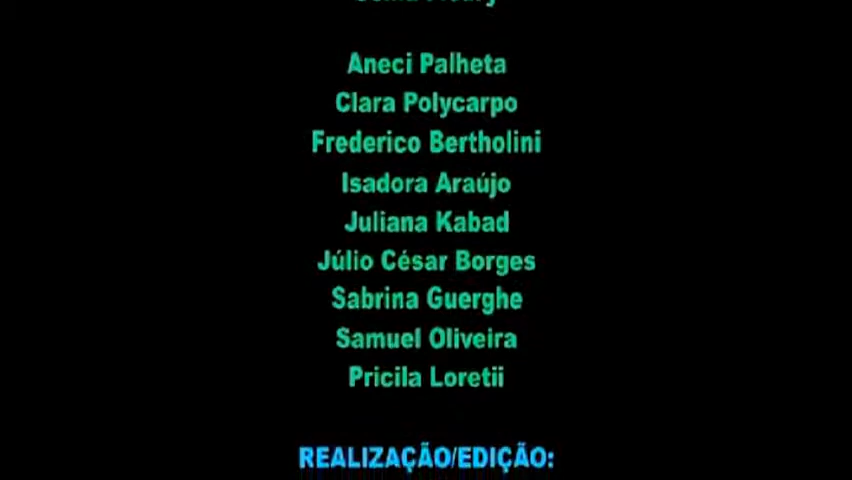 Aneci Palheta
Clara Polycarpo
Frederico Bertholini
Isadora Araújo
Juliana Kabad
Júlio César Borges
Sabrina Guerghe
Samuel Oliveira
Pricila Loretii
REALIZAÇÃO/EDIÇÃO: